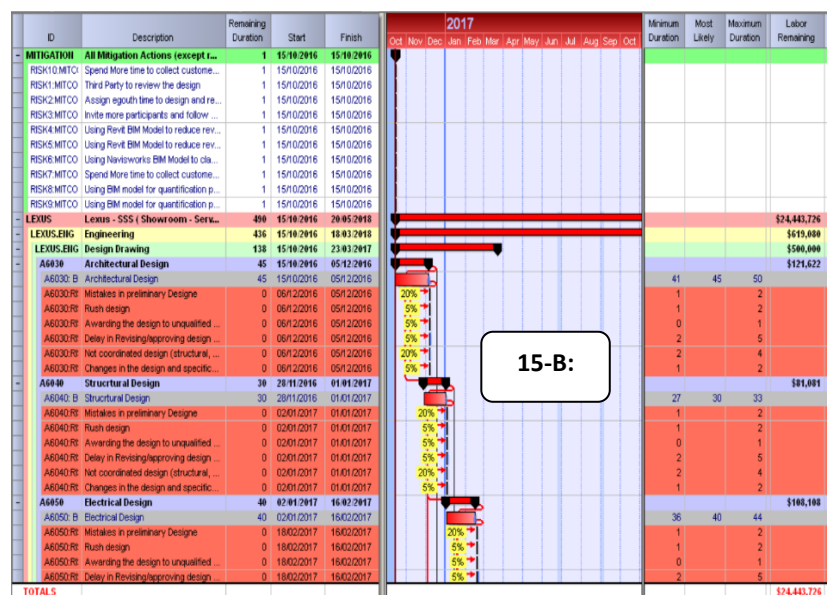 ID Description Remaining Duration Start Finish 2017 Minimum Duration Most Likely Maximum Duration Labor Remaining
Oct Nov Dec Jan Feb Mar Apr May Jun Jul Aug Sep Oct
MITIGATION All Mitigation Actions (except r... 1 15/10/2016 15/10/2016
RISK10:MITC( Spend More time to collect custome... 1 15/10/2016 15/10/2016
RISK1:MITCO Third Party to review the design 1 15/10/2016 15/10/2016
RISK2:MITCO Assign egouth time to design and re... 1 15/10/2016 15/10/2016
RISK3:MITCO Invite more participants and follow ... 1 15/10/2016 15/10/2016
RISK4:MITCO Using Revit BIM Model to reduce rev... 1 15/10/2016 15/10/2016
RISK5:MITCO Using Revit BIM Model to reduce rev... 1 15/10/2016 15/10/2016
RISK6:MITCO Using Navisworks BIM Model to cla... 1 15/10/2016 15/10/2016
RISK7:MITCO Spend More time to collect custome... 1 15/10/2016 15/10/2016
RISK8:MITCO Using BIM model for quantification p... 1 15/10/2016 15/10/2016
RISK9:MITCO Using BIM model for quantification p... 1 15/10/2016 15/10/2016
LEXUS Lexus - SSS ( Showroom - Serv... 490 15/10/2016 20/05/2018 $24,443,726
LEXUS.ENG Engineering 436 15/10/2016 18/03/2018 $619,080
LEXUS.ENG Design Drawing 138 15/10/2016 23/03/2017 $500,000
A6030 Architectural Design 45 15/10/2016 05/12/2016 $121,622
A6030: B Architectural Design 45 15/10/2016 05/12/2016 41 45 50
A6030:RI Mistakes in preliminary Designe 0 06/12/2016 05/12/2016 20% 1 2
A6030:RI Rush design 0 06/12/2016 05/12/2016 5% 1 2
A6030:RI Awarding the design to unqualified ... 0 06/12/2016 05/12/2016 5% 0 1
A6030:RI Delay in Revising/approving design ... 0 06/12/2016 05/12/2016 5% 2 5
A6030:RI Not coordinated design (structural, ... 0 06/12/2016 05/12/2016 20% 2 4
A6030:RI Changes in the design and specific... 0 06/12/2016 05/12/2016 5% 1 2
15-B:
A6040 Strucrtural Design 30 28/11/2016 01/01/2017 $81,081
A6040: B Strucrtural Design 30 28/11/2016 01/01/2017 27 30 33
A6040:RI Mistakes in preliminary Designe 0 02/01/2017 01/01/2017 20% 1 2
A6040:RI Rush design 0 02/01/2017 01/01/2017 5% 1 2
A6040:RI Awarding the design to unqualified ... 0 02/01/2017 01/01/2017 5% 0 1
A6040:RI Delay in Revising/approving design ... 0 02/01/2017 01/01/2017 5% 2 5
A6040:RI Not coordinated design (structural, ... 0 02/01/2017 01/01/2017 20% 2 4
A6040:RI Changes in the design and specific... 0 02/01/2017 01/01/2017 5% 1 2
A6050 Electrical Design 40 02/01/2017 16/02/2017 $108,108
A6050: B Electrical Design 40 02/01/2017 16/02/2017 36 40 44
A6050:RI Mistakes in preliminary Designe 0 18/02/2017 16/02/2017 20% 1 2
A6050:RI Rush design 0 18/02/2017 16/02/2017 5% 1 2
A6050:RI Awarding the design to unqualified ... 0 18/02/2017 16/02/2017 5% 0 1
A6050:RI Delay in Revising/approving design ... 0 18/02/2017 16/02/2017 5% 2 5
TOTALS $24,443,726